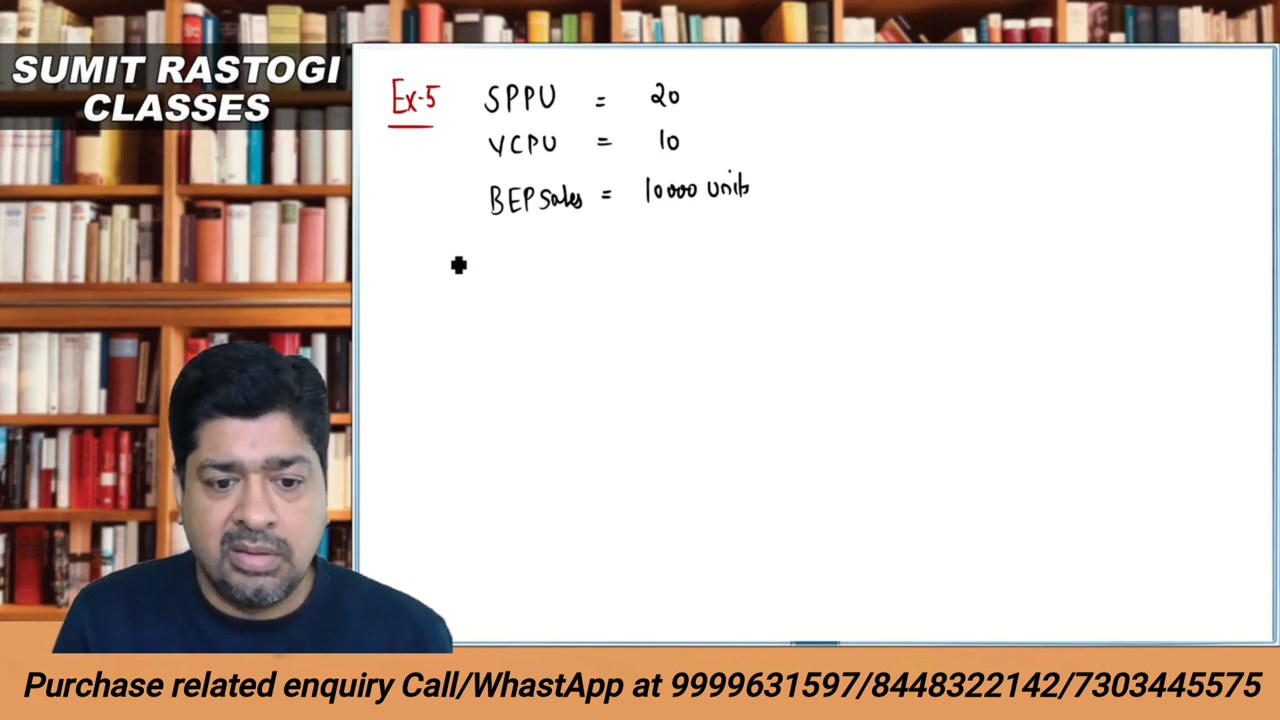 SUMIT RASTOGI
CLASSES
Ex-5 SPPU = 20
VCPU = 10
BEP Sales = 10000 units
Purchase related enquiry Call/WhastApp at 9999631597/8448322142/7303445575